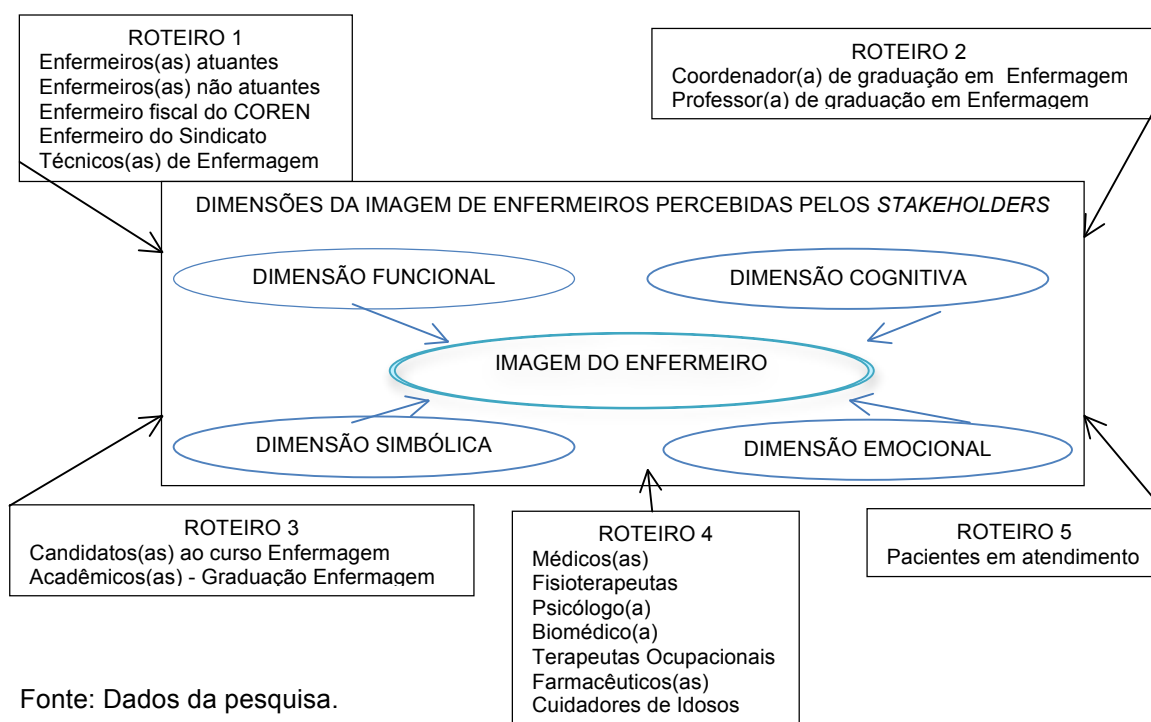 ROTEIRO 1
Enfermeiros(as) atuantes
Enfermeiros(as) não atuantes
Enfermeiro fiscal do COREN
Enfermeiro do Sindicato
Técnicos(as) de Enfermagem
ROTEIRO 2
Coordenador(a) de graduação em Enfermagem
Professor(a) de graduação em Enfermagem
DIMENSÕES DA IMAGEM DE ENFERMEIROS PERCEBIDAS PELOS STAKEHOLDERS
DIMENSÃO FUNCIONAL
DIMENSÃO COGNITIVA
IMAGEM DO ENFERMEIRO
DIMENSÃO SIMBÓLICA
DIMENSÃO EMOCIONAL
ROTEIRO 3
Candidatos(as) ao curso Enfermagem
Acadêmicos(as) - Graduação Enfermagem
ROTEIRO 4
Médicos(as)
Fisioterapeutas
Psicólogo(a)
Biomédico(a)
Terapeutas Ocupacionais
Farmacêuticos(as)
Cuidadores de Idosos
ROTEIRO 5
Pacientes em atendimento
Fonte: Dados da pesquisa.